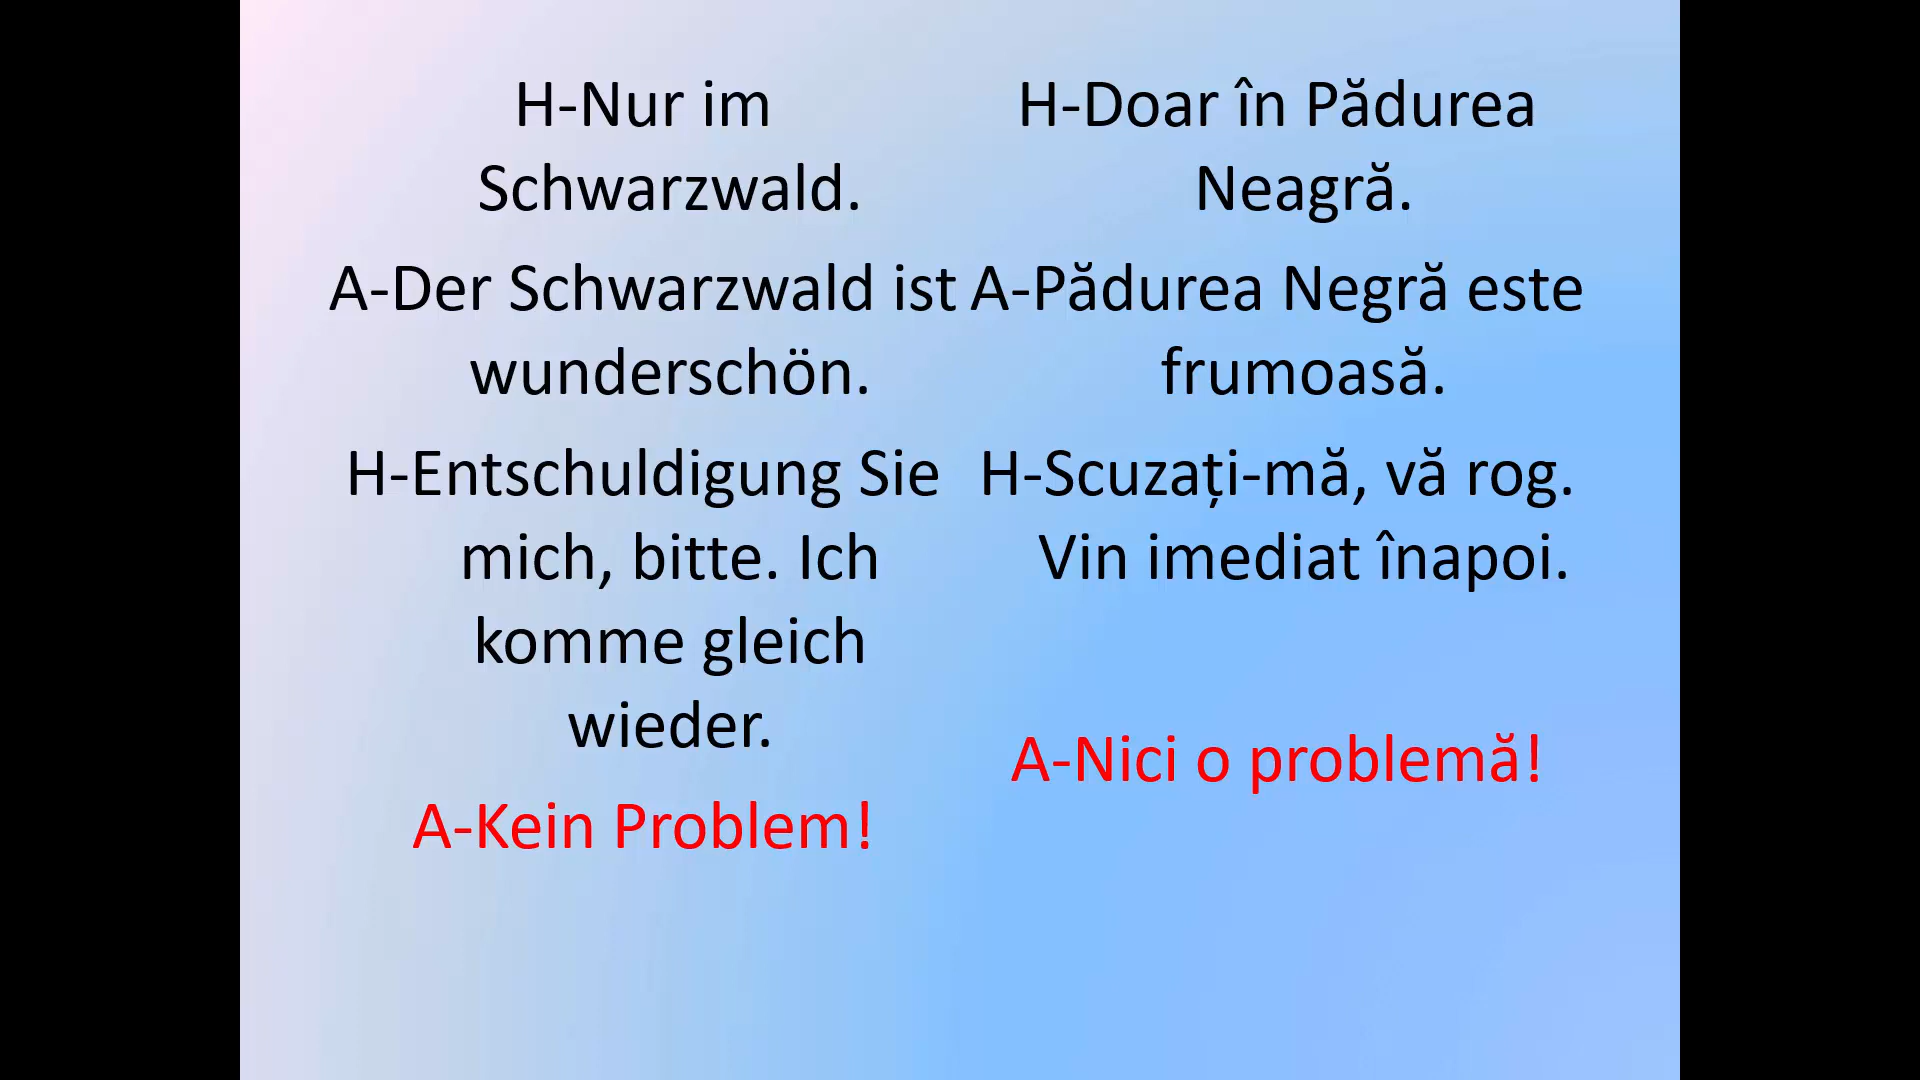 H-Nur im
Schwarzwald.
A-Der Schwarzwald ist
wunderschön.
H-Entschuldigung Sie
mich, bitte. Ich
komme gleich
wieder.
A-Kein Problem!
H-Doar în Pădurea
Neagră.
A-Pădurea Negră este
frumoasă.
H-Scuzați-mă, vă rog.
Vin imediat înapoi.
A-Nici o problemă!